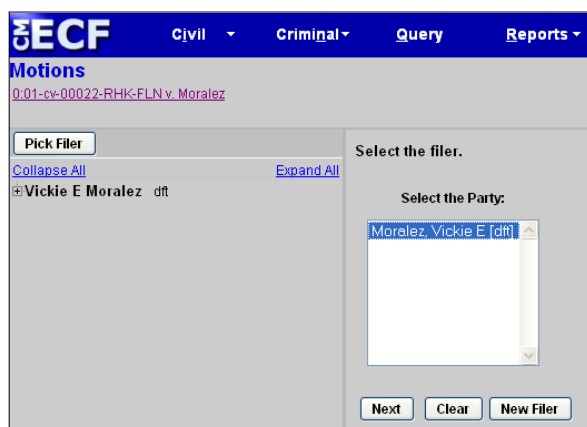 CM ECF Civil Criminal Query Reports
Motions
0:01-cv-00022-RHK-FLN v. Moralez
Pick Filer
Collapse All Expand All
Vickie E Moralez dft
Select the filer.
Select the Party:
Moralez, Vickie E [dft]
Next Clear New Filer